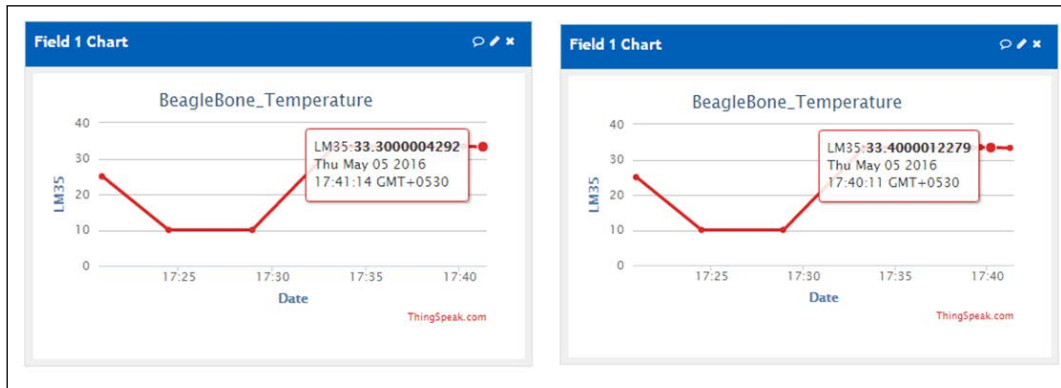 Field 1 Chart
BeagleBone_Temperature
40
30
20
10
0
LM35
LM35:33.3000004292
Thu May 05 2016
17:41:14 GMT+0530
17:25 17:30 17:35 17:40
Date
ThingSpeak.com
Field 1 Chart
BeagleBone_Temperature
40
30
20
10
0
LM35
LM35:33.4000012279
Thu May 05 2016
17:40:11 GMT+0530
17:25 17:30 17:35 17:40
Date
ThingSpeak.com